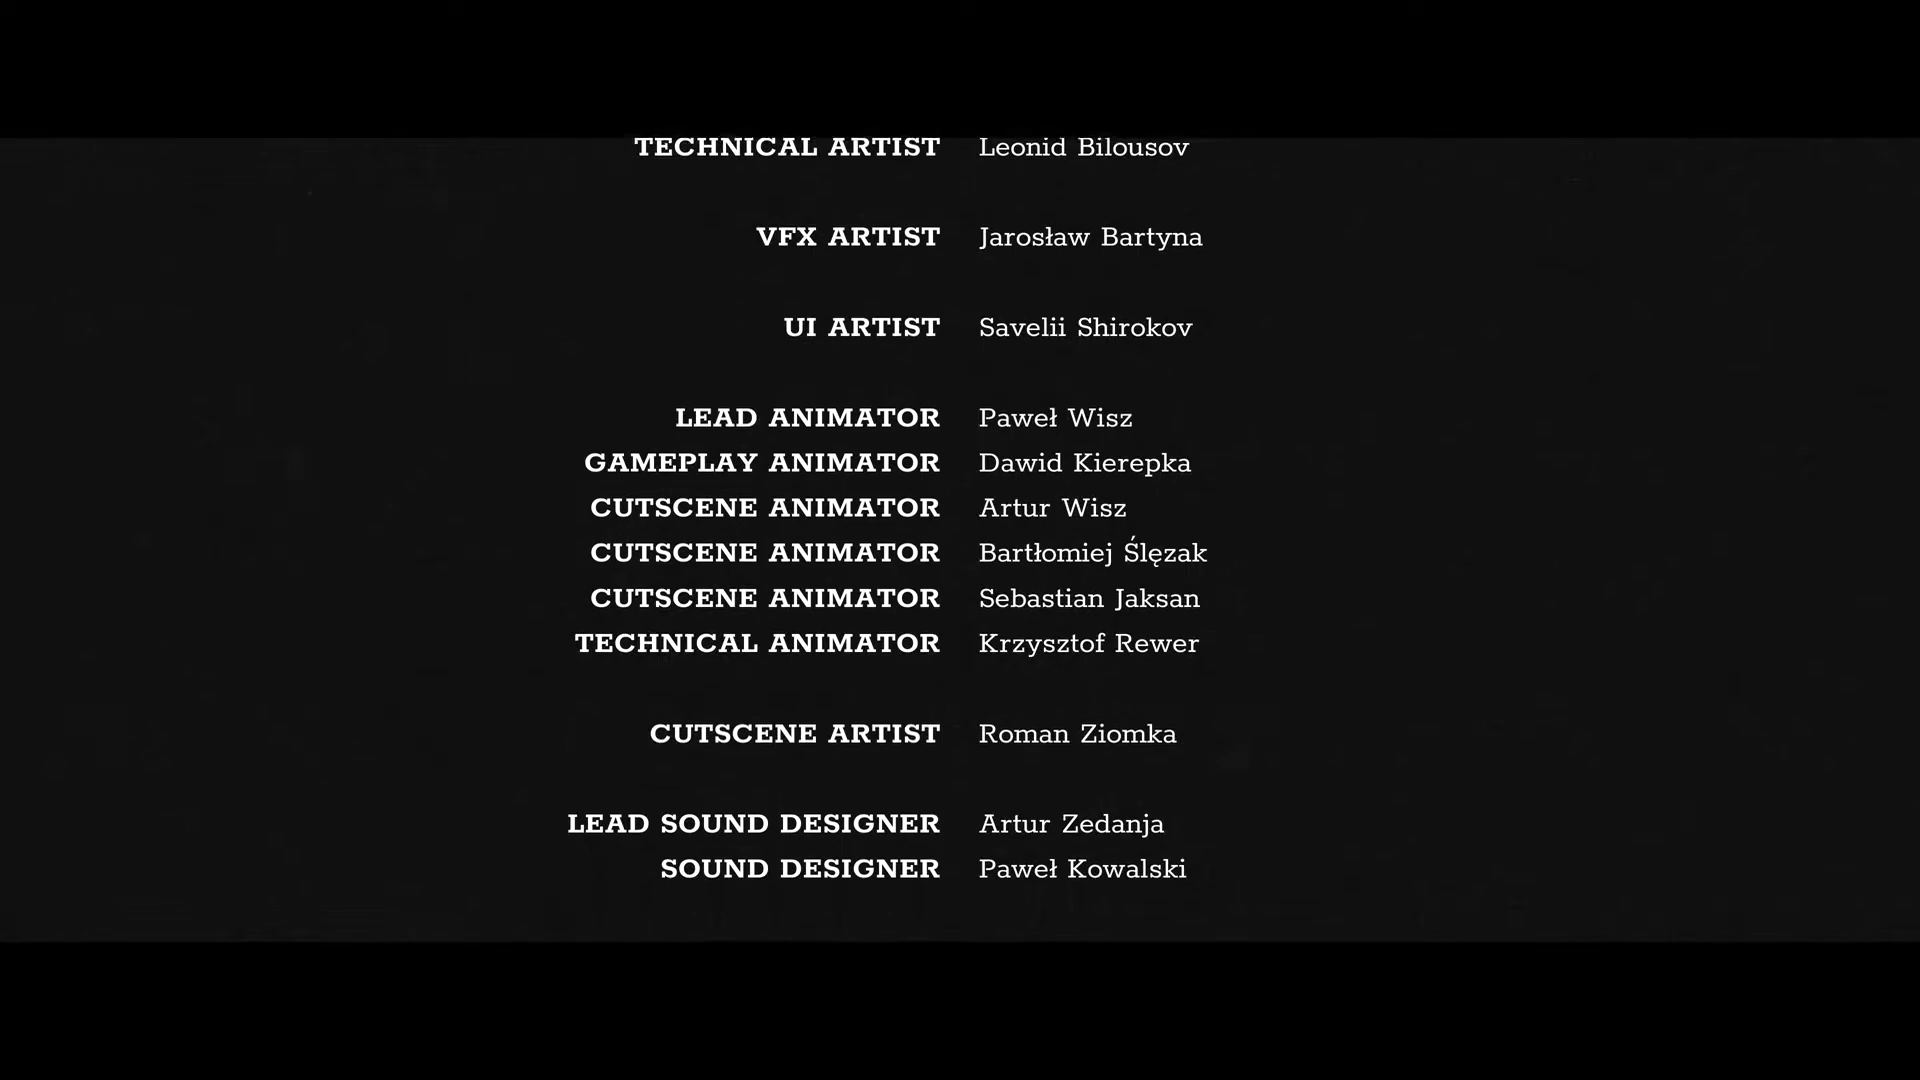 TECHNICAL ARTIST Leonid Bilousov
VFX ARTIST Jarosław Bartyna
UI ARTIST Savelii Shirokov
LEAD ANIMATOR Paweł Wisz
GAMEPLAY ANIMATOR Dawid Kierepka
CUTSCENE ANIMATOR Artur Wisz
CUTSCENE ANIMATOR Bartłomiej Ślęzak
CUTSCENE ANIMATOR Sebastian Jaksan
TECHNICAL ANIMATOR Krzysztof Rewer
CUTSCENE ARTIST Roman Ziomka
LEAD SOUND DESIGNER Artur Zedanja
SOUND DESIGNER Paweł Kowalski